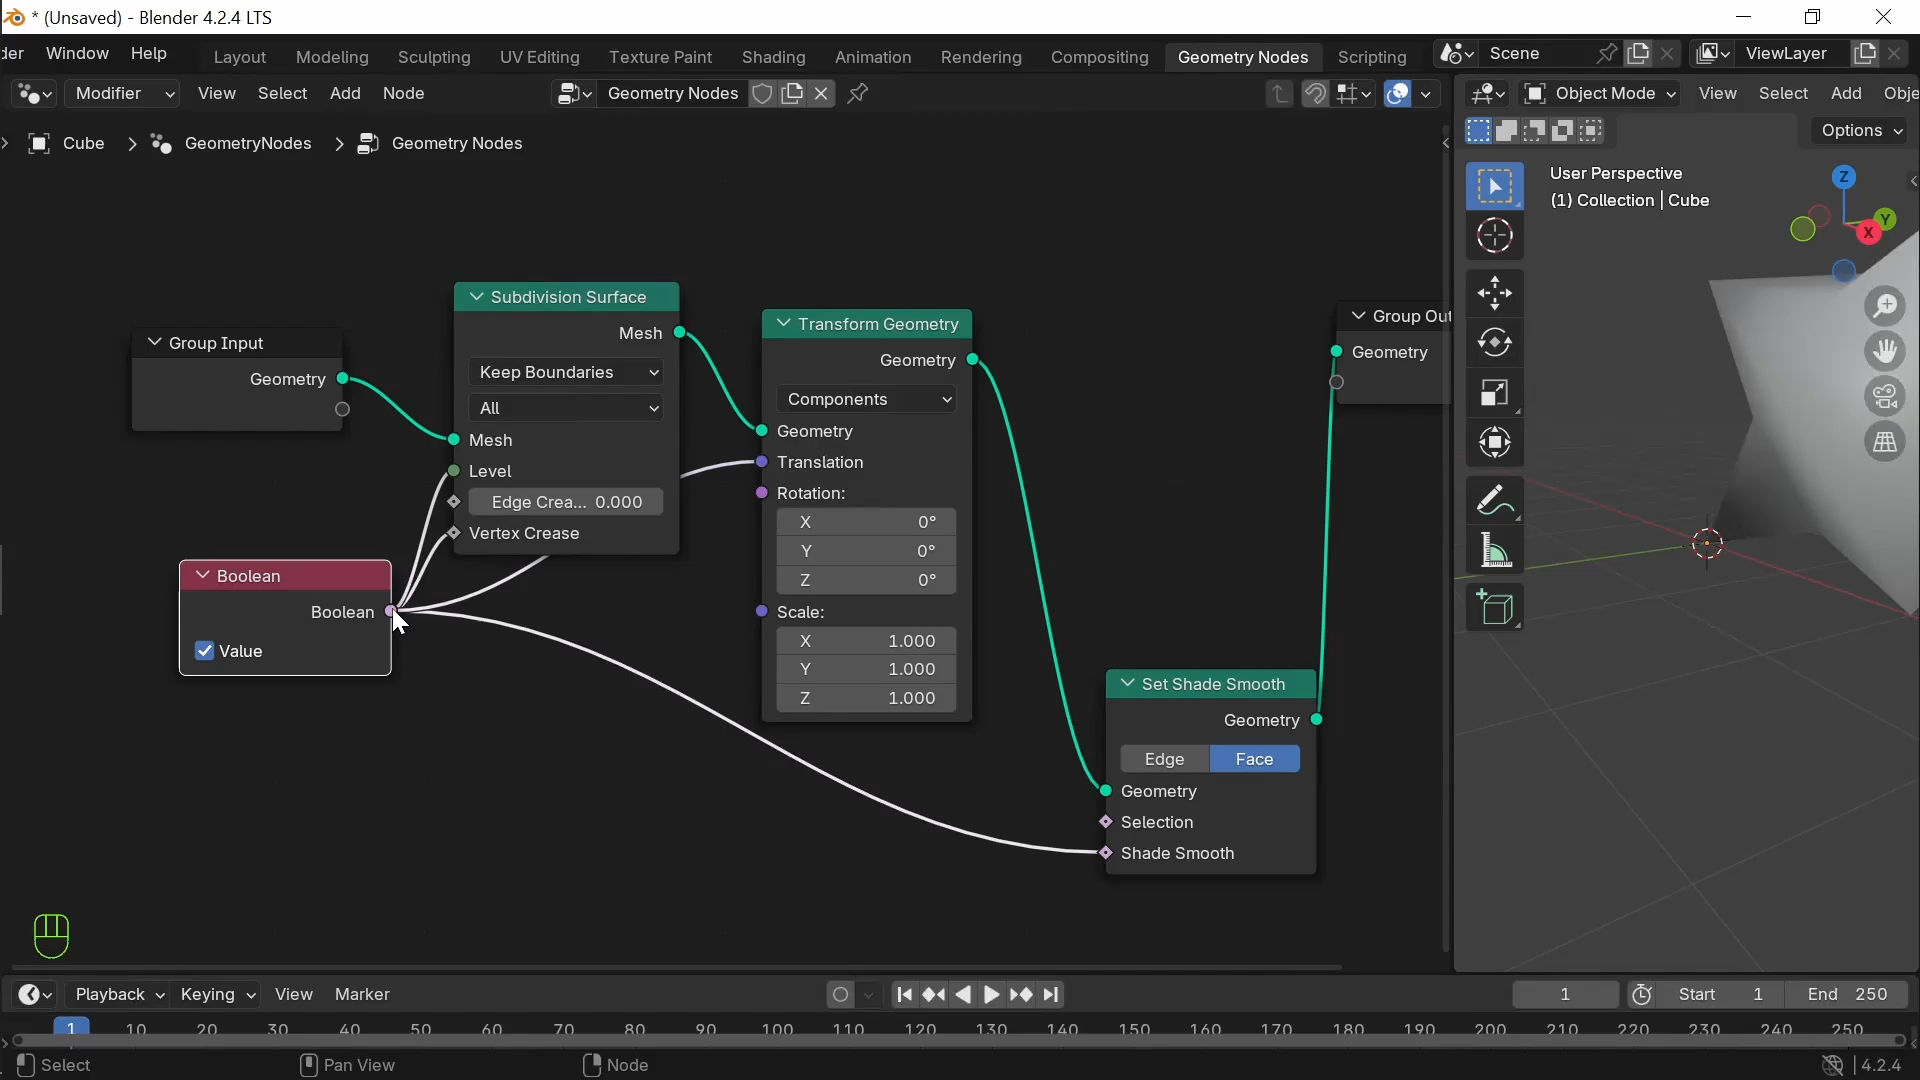 * (Unsaved) - Blender 4.2.4 LTS
der Window Help Layout Modeling Sculpting UV Editing Texture Paint Shading Animation Rendering Compositing Geometry Nodes Scripting Scene ViewLayer
Modifier View Select Add Node Geometry Nodes Object Mode View Select Add Obje
Cube GeometryNodes Geometry Nodes
Options
User Perspective
(1) Collection | Cube
Z
Y
X
Group Input
Geometry
Subdivision Surface
Mesh
Keep Boundaries
All
Mesh
Level
Edge Crea... 0.000
Vertex Crease
Boolean
Boolean
Value
Transform Geometry
Geometry
Components
Geometry
Translation
Rotation:
X 0°
Y 0°
Z 0°
Scale:
X 1.000
Y 1.000
Z 1.000
Set Shade Smooth
Geometry
Edge Face
Geometry
Selection
Shade Smooth
Group Out
Geometry
Playback Keying View Marker 1 Start 1 End 250
1 10 20 30 40 50 60 70 80 90 100 110 120 130 140 150 160 170 180 190 200 210 220 230 240 250
Select Pan View Node 4.2.4